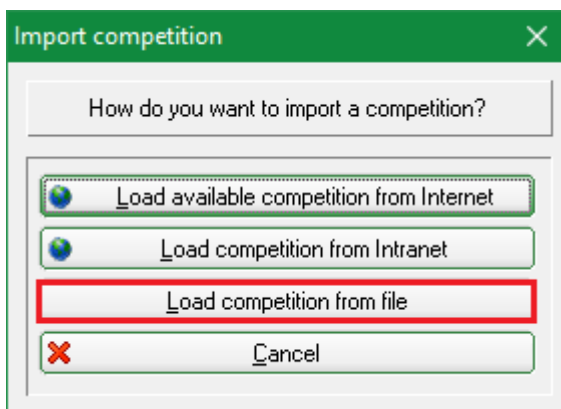 Import competition
How do you want to import a competition?
Load available competition from Internet
Load competition from Intranet
Load competition from file
Cancel